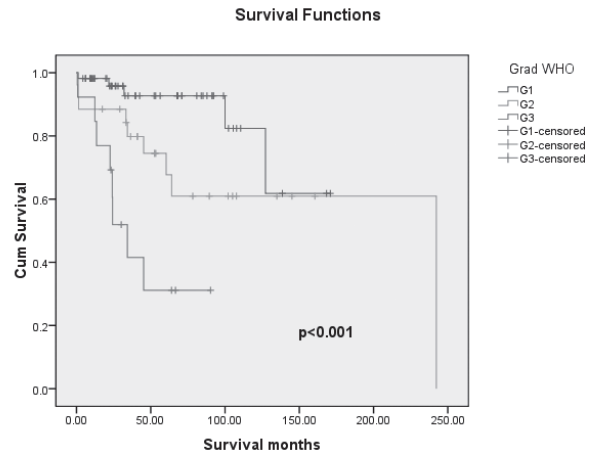 Survival Functions
Grad WHO
G1
G2
G3
G1-censored
G2-censored
G3-censored
Cum Survival
1.0
0.8
0.6
0.4
0.2
0.0
p<0.001
0.00 50.00 100.00 150.00 200.00 250.00
Survival months